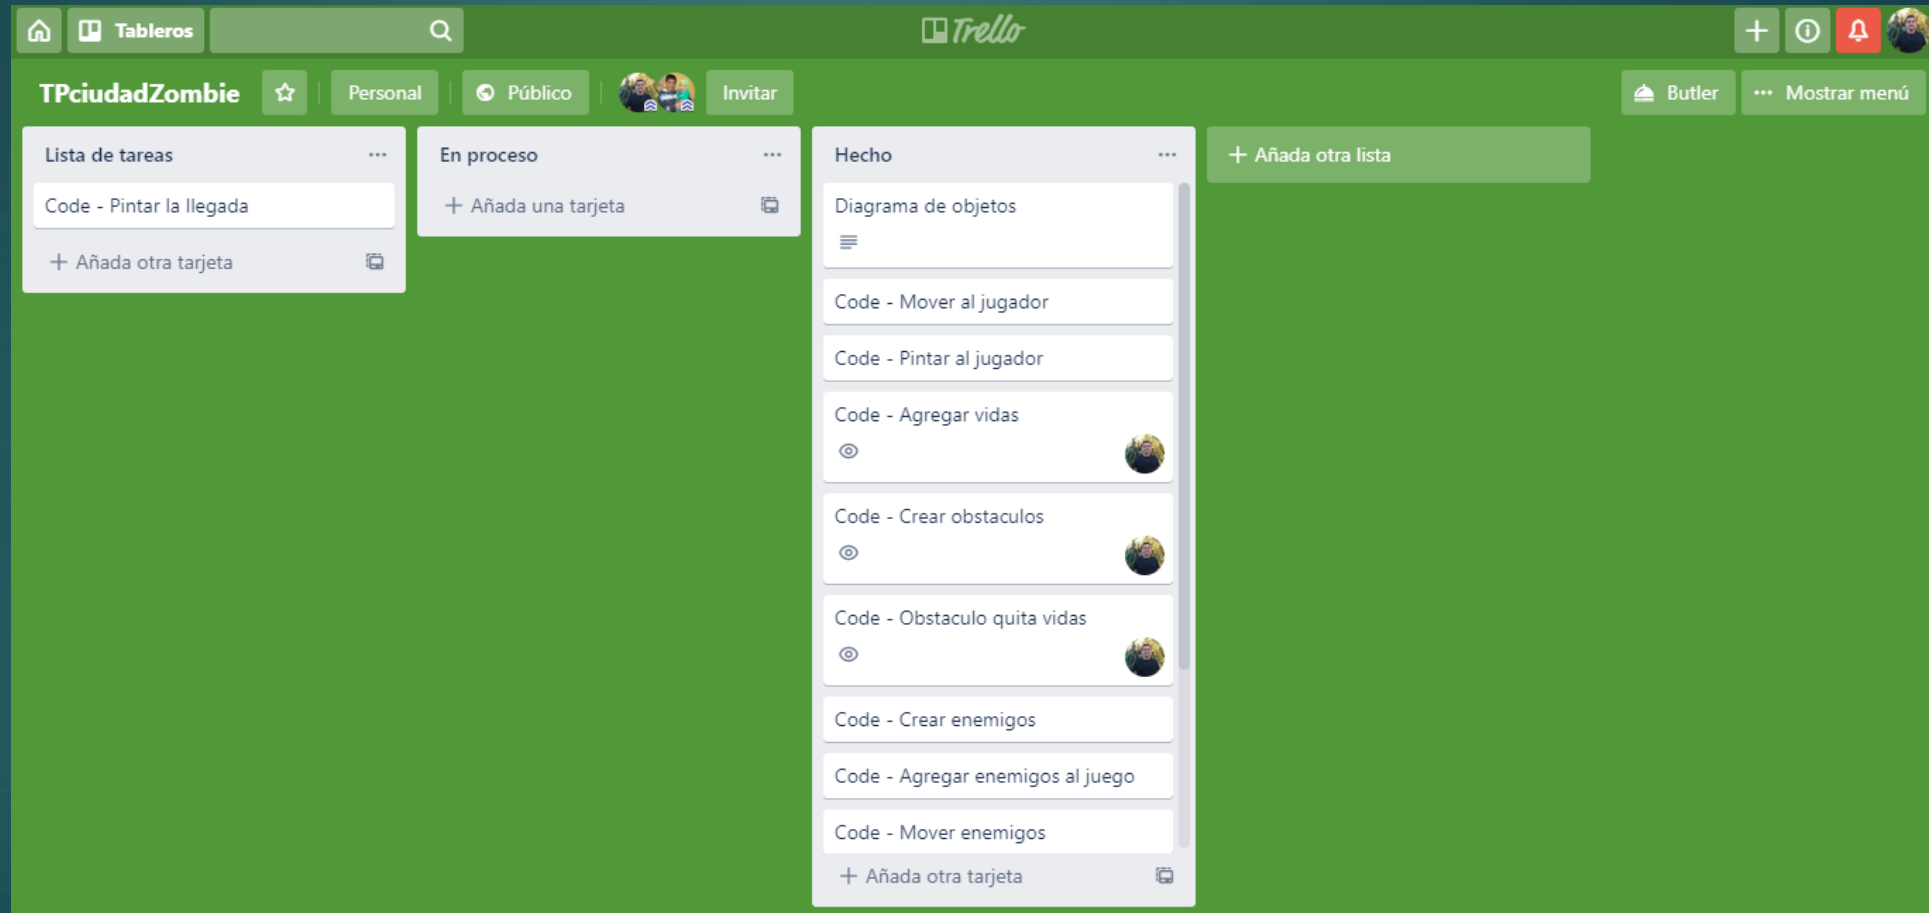 Tableros
Trello
TPciudadZombie
Personal
Público
Invitar
Butler
··· Mostrar menú
Lista de tareas ···
Code - Pintar la llegada
+ Añada otra tarjeta
En proceso ···
+ Añada una tarjeta
Hecho ···
Diagrama de objetos
Code - Mover al jugador
Code - Pintar al jugador
Code - Agregar vidas
Code - Crear obstaculos
Code - Obstaculo quita vidas
Code - Crear enemigos
Code - Agregar enemigos al juego
Code - Mover enemigos
+ Añada otra tarjeta
+ Añada otra lista